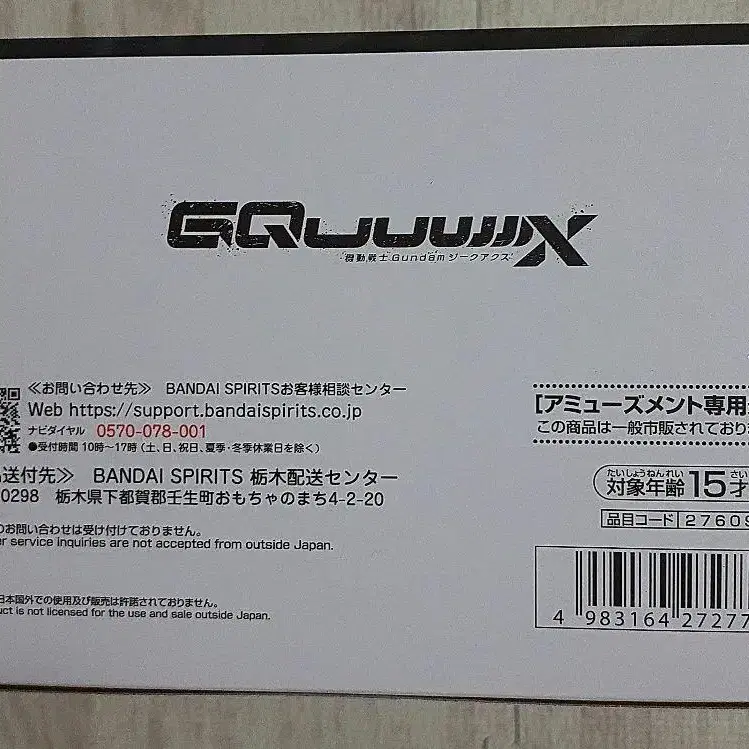 GQuuuuuuX
機動戦士Gundamジークアクス
≪お問い合わせ先≫ BANDAI SPIRITSお客様相談センター
Web https://support.bandaispirits.co.jp
ナビダイヤル 0570-078-001
●受付時間 10時～17時（土、日、祝日、夏季・冬季休業日を除く）
送付先≫ BANDAI SPIRITS 栃木配送センター
0298 栃木県下都賀郡壬生町おもちゃのまち4-2-20
のお問い合わせは受け付けておりません。
er service inquiries are not accepted from outside Japan.
日本国外での使用及び販売は許諾されておりません。
uct is not licensed for the use and sale outside Japan.
[アミューズメント専用
この商品は一般市販されており
たいしょうねんれい さい
対象年齢15才
品目コード 27609
4 983164 27277